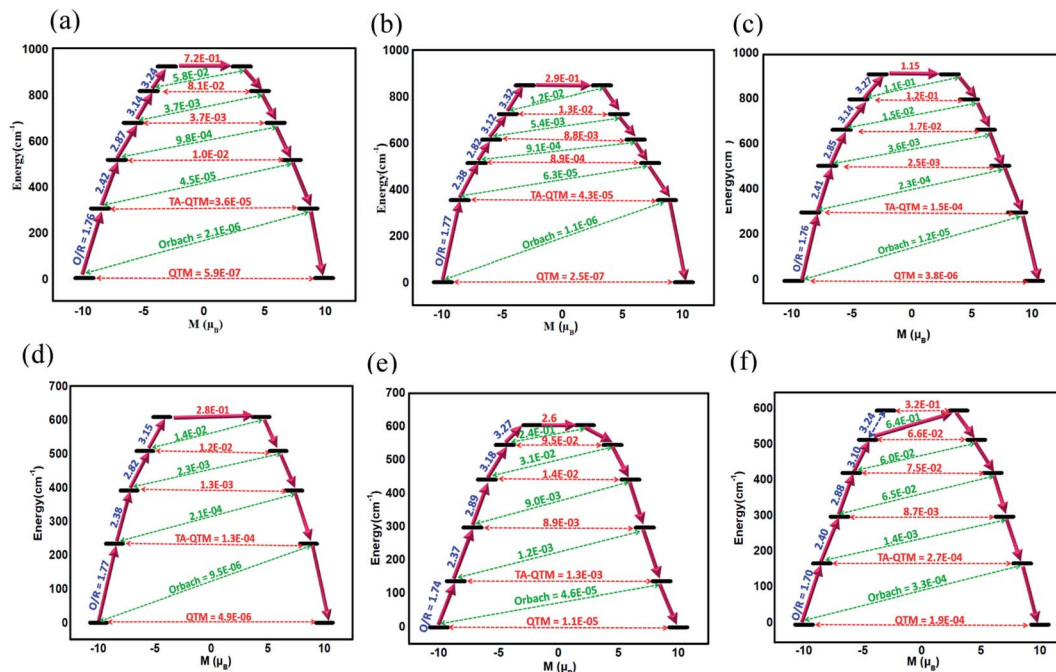 (a)
1000
800
600
400
200
0
Energy(cm⁻¹)
-10
-5
0
5
10
M (μB)
7.2E-01
3.24
5.8E-02
8.1E-02
3.14
3.7E-03
3.7E-03
2.87
9.8E-04
1.0E-02
2.42
4.5E-05
TA-QTM=3.6E-05
O/R = 1.76
Orbach = 2.1E-06
QTM = 5.9E-07
(b)
1000
800
600
400
200
0
Energy(cm⁻¹)
-10
-5
0
5
10
M (μB)
2.9E-01
3.32
1.2E-02
1.3E-02
3.12
5.4E-03
8.8E-03
2.82
9.1E-04
8.9E-04
2.38
6.3E-05
TA-QTM = 4.3E-05
O/R = 1.77
Orbach = 1.1E-06
QTM = 2.5E-07
(c)
1000
800
600
400
200
0
Energy(cm⁻¹)
-10
-5
0
5
10
M (μB)
1.15
3.27
1.1E-01
1.2E-01
3.14
1.5E-02
1.7E-02
2.85
3.6E-03
2.5E-03
2.41
2.3E-04
TA-QTM = 1.5E-04
O/R = 1.76
Orbach = 1.2E-05
QTM = 3.8E-06
(d)
700
600
500
400
300
200
100
0
Energy(cm⁻¹)
-10
-5
0
5
10
M (μB)
2.8E-01
3.15
1.4E-02
1.2E-02
2.82
2.3E-03
1.3E-03
2.38
2.1E-04
TA-QTM = 1.3E-04
O/R = 1.77
Orbach = 9.5E-06
QTM = 4.9E-06
(e)
700
600
500
400
300
200
100
0
Energy(cm⁻¹)
-10
-5
0
5
10
M (μB)
2.6
3.27
2.4E-01
9.5E-02
3.18
3.1E-02
1.4E-02
2.89
9.0E-03
8.9E-03
2.37
1.2E-03
TA-QTM = 1.3E-03
O/R = 1.74
Orbach = 4.6E-05
QTM = 1.1E-05
(f)
600
500
400
300
200
100
0
Energy(cm⁻¹)
-10
-5
0
5
10
M (μB)
3.2E-01
3.24
6.4E-01
6.6E-02
3.10
6.0E-02
7.5E-02
2.88
6.5E-02
8.7E-03
2.40
1.4E-03
TA-QTM = 2.7E-04
O/R = 1.70
Orbach = 3.3E-04
QTM = 1.9E-04